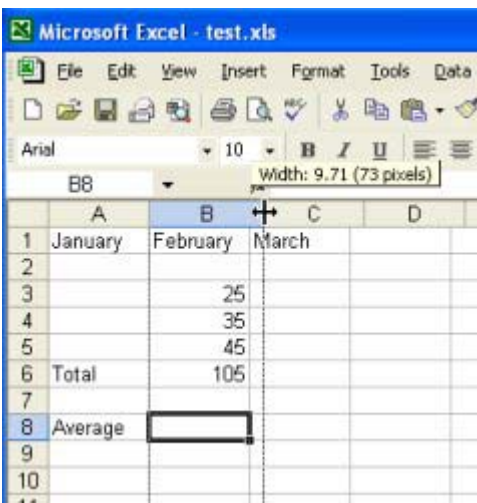 Microsoft Excel - test.xls
File Edit View Insert Format Tools Data
Arial 10 B I U
Width: 9.71 (73 pixels)
B8
A B C D
1 January February March
2
3 25
4 35
5 45
6 Total 105
7
8 Average
9
10